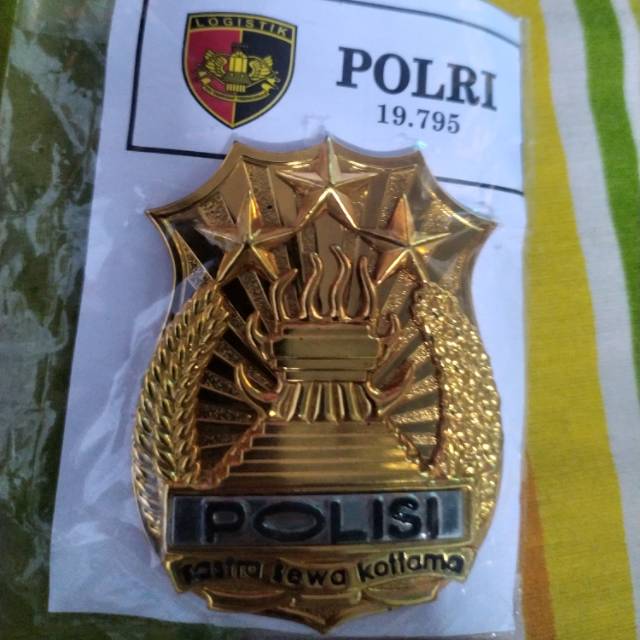 LOGISTIK
POLRI
19.795
POLISI
rastra sewa kottama